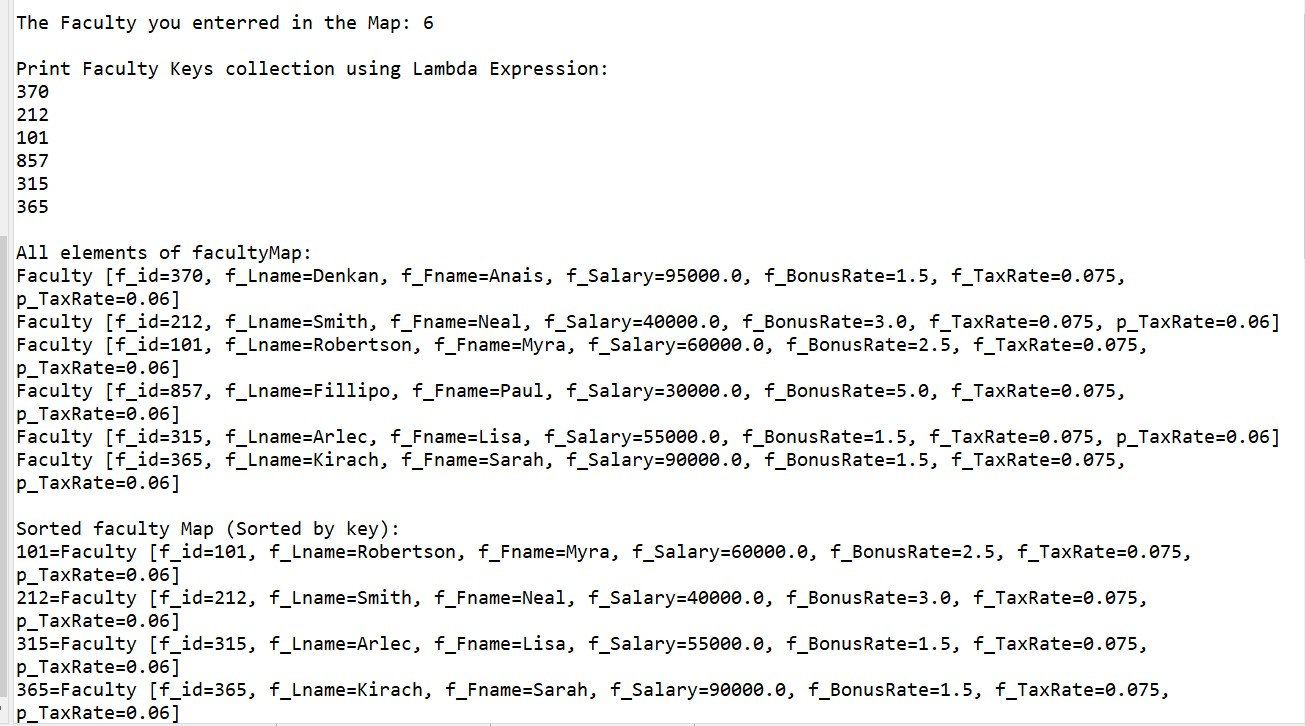 The Faculty you enterred in the Map: 6
Print Faculty Keys collection using Lambda Expression:
370
212
101
857
315
365
All elements of facultyMap:
Faculty [f_id=370, f_Lname=Denkan, f_Fname=Anais, f_Salary=95000.0, f_BonusRate=1.5, f_TaxRate=0.075,
p_TaxRate=0.06]
Faculty [f_id=212, f_Lname=Smith, f_Fname=Neal, f_Salary=40000.0, f_BonusRate=3.0, f_TaxRate=0.075, p_TaxRate=0.06]
Faculty [f_id=101, f_Lname=Robertson, f_Fname=Myra, f_Salary=60000.0, f_BonusRate=2.5, f_TaxRate=0.075,
p_TaxRate=0.06]
Faculty [f_id=857, f_Lname=Fillipo, f_Fname=Paul, f_Salary=30000.0, f_BonusRate=5.0, f_TaxRate=0.075,
p_TaxRate=0.06]
Faculty [f_id=315, f_Lname=Arlec, f_Fname=Lisa, f_Salary=55000.0, f_BonusRate=1.5, f_TaxRate=0.075, p_TaxRate=0.06]
Faculty [f_id=365, f_Lname=Kirach, f_Fname=Sarah, f_Salary=90000.0, f_BonusRate=1.5, f_TaxRate=0.075,
p_TaxRate=0.06]
Sorted faculty Map (Sorted by key):
101=Faculty [f_id=101, f_Lname=Robertson, f_Fname=Myra, f_Salary=60000.0, f_BonusRate=2.5, f_TaxRate=0.075,
p_TaxRate=0.06]
212=Faculty [f_id=212, f_Lname=Smith, f_Fname=Neal, f_Salary=40000.0, f_BonusRate=3.0, f_TaxRate=0.075,
p_TaxRate=0.06]
315=Faculty [f_id=315, f_Lname=Arlec, f_Fname=Lisa, f_Salary=55000.0, f_BonusRate=1.5, f_TaxRate=0.075,
p_TaxRate=0.06]
365=Faculty [f_id=365, f_Lname=Kirach, f_Fname=Sarah, f_Salary=90000.0, f_BonusRate=1.5, f_TaxRate=0.075,
p_TaxRate=0.06]